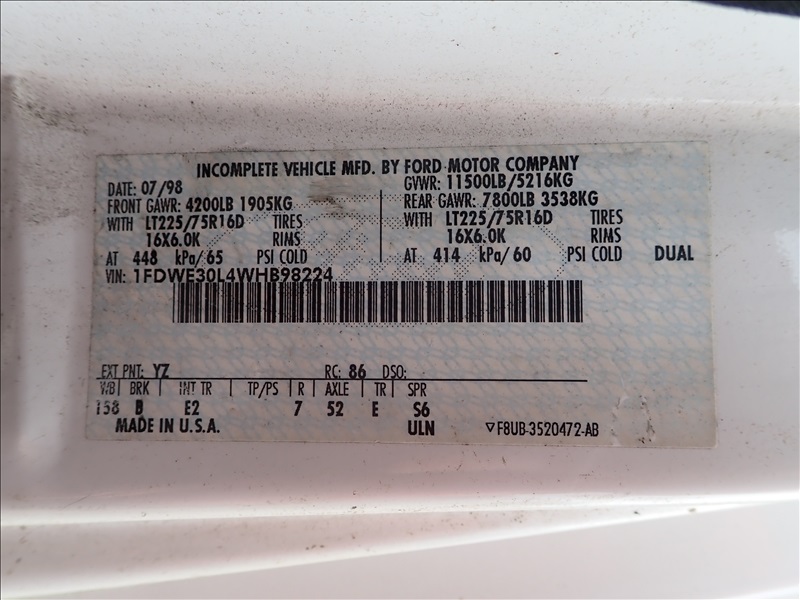 INCOMPLETE VEHICLE MFD. BY FORD MOTOR COMPANY
DATE: 07/98 GVWR: 11500LB/5216KG
FRONT GAWR: 4200LB 1905KG REAR GAWR: 7800LB 3538KG
WITH LT225/75R16D TIRES WITH LT225/75R16D TIRES
16X6.0K RIMS 16X6.0K RIMS
AT 448 kPa/65 PSI COLD AT 414 kPa/60 PSI COLD DUAL
VIN: 1FDWE30L4WHB98224
EXT PNT: YZ RC: 86 DSO:
WB BRK INT TR TP/PS R AXLE TR SPR
158 B E2 7 52 E S6
MADE IN U.S.A. ULN ▽F8UB-3520472-AB